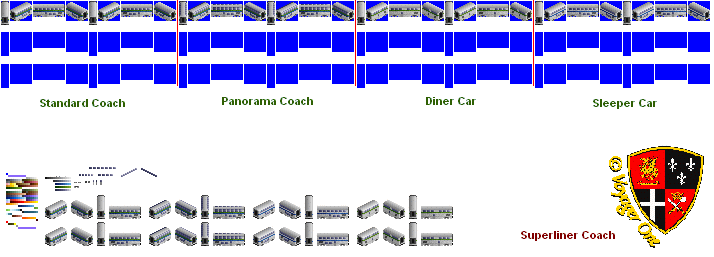 Standard Coach
Panorama Coach
Diner Car
Sleeper Car
© Voyager One
Superliner Coach